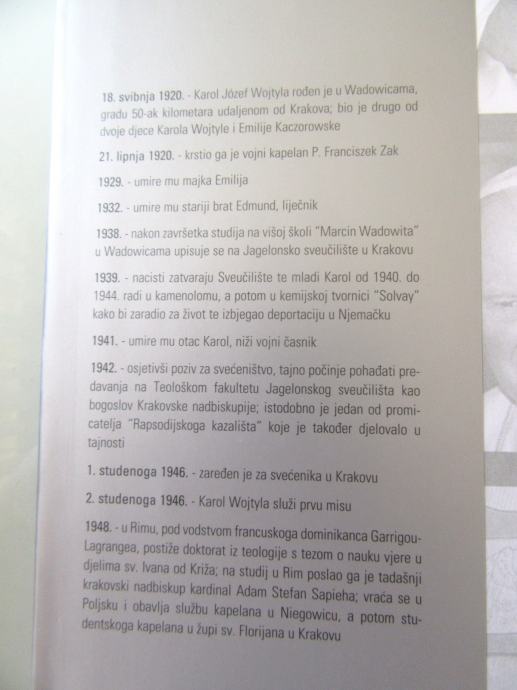 18. svibnja 1920. - Karol Józef Wojtyla rođen je u Wadowicama,
gradu 50-ak kilometara udaljenom od Krakova; bio je drugo od
dvoje djece Karola Wojtyle i Emilije Kaczorowske
21. lipnja 1920. - krstio ga je vojni kapelan P. Franciszek Zak
1929. - umire mu majka Emilija
1932. - umire mu stariji brat Edmund, liječnik
1938. - nakon završetka studija na višoj školi "Marcin Wadowita"
u Wadowicama upisuje se na Jagelonsko sveučilište u Krakovu
1939. - nacisti zatvaraju Sveučilište te mladi Karol od 1940. do
1944. radi u kamenolomu, a potom u kemijskoj tvornici "Solvay"
kako bi zaradio za život te izbjegao deportaciju u Njemačku
1941. - umire mu otac Karol, niži vojni časnik
1942. - osjetivši poziv za svećeništvo, tajno počinje pohađati pre-
davanja na Teološkom fakultetu Jagelonskog sveučilišta kao
bogoslov Krakovske nadbiskupije; istodobno je jedan od promi-
catelja "Rapsodijskoga kazališta" koje je također djelovalo u
tajnosti
1. studenoga 1946. - zaređen je za svećenika u Krakovu
2. studenoga 1946. - Karol Wojtyla služi prvu misu
1948. - u Rimu, pod vodstvom francuskoga dominikanca Garrigou-
Lagrangea, postiže doktorat iz teologije s tezom o nauku vjere u
djelima sv. Ivana od Križa; na studij u Rim poslao ga je tadašnji
krakovski nadbiskup kardinal Adam Stefan Sapieha; vraća se u
Poljsku i obavlja službu kapelana u Niegowicu, a potom stu-
dentskoga kapelana u župi sv. Florijana u Krakovu